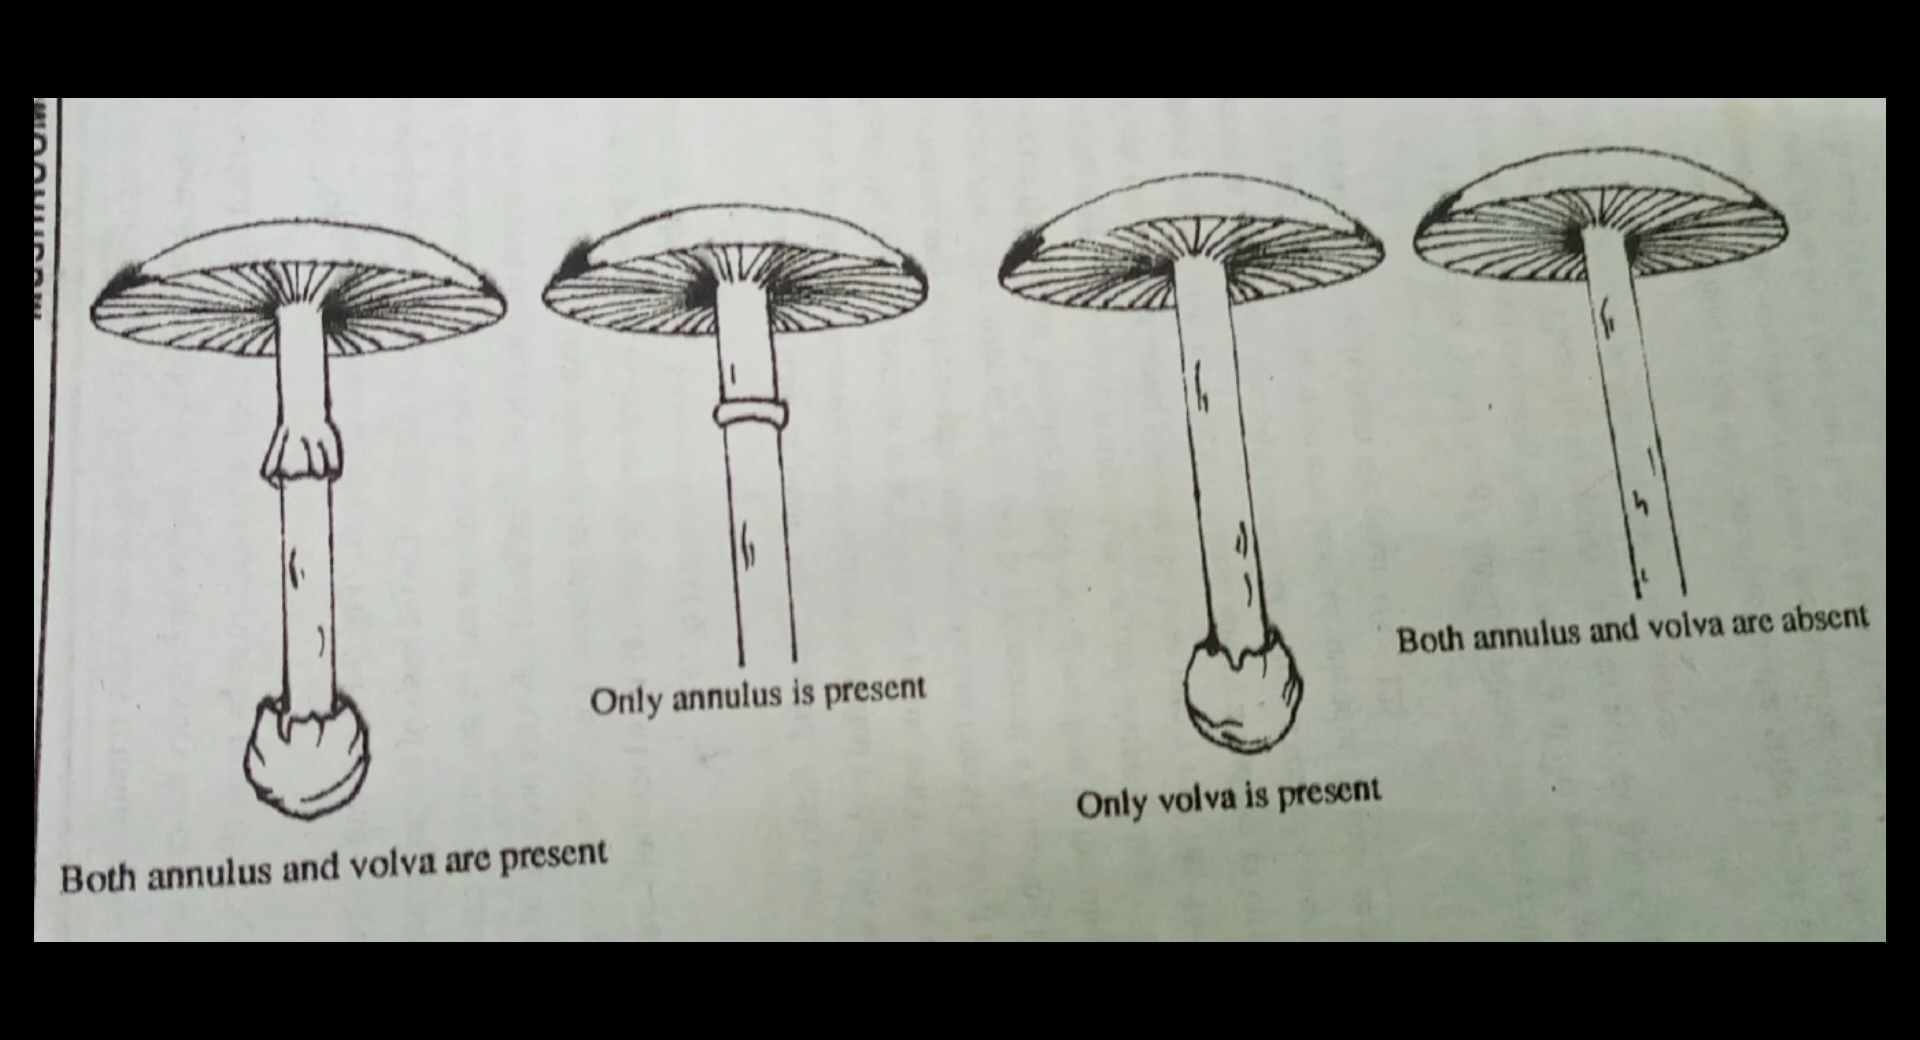 Both annulus and volva are present
Only annulus is present
Only volva is present
Both annulus and volva are absent